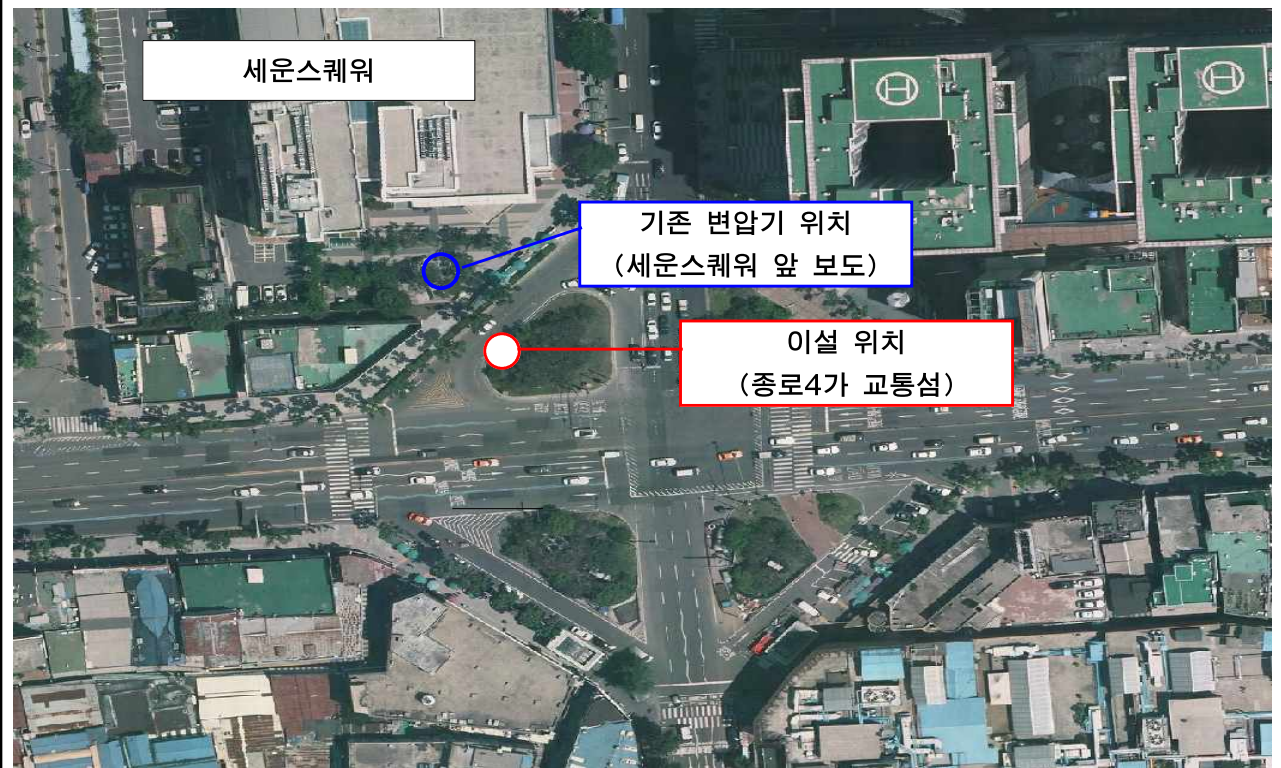 세운스퀘워
기존 변압기 위치
(세운스퀘워 앞 보도)
이설 위치
(종로4가 교통섬)